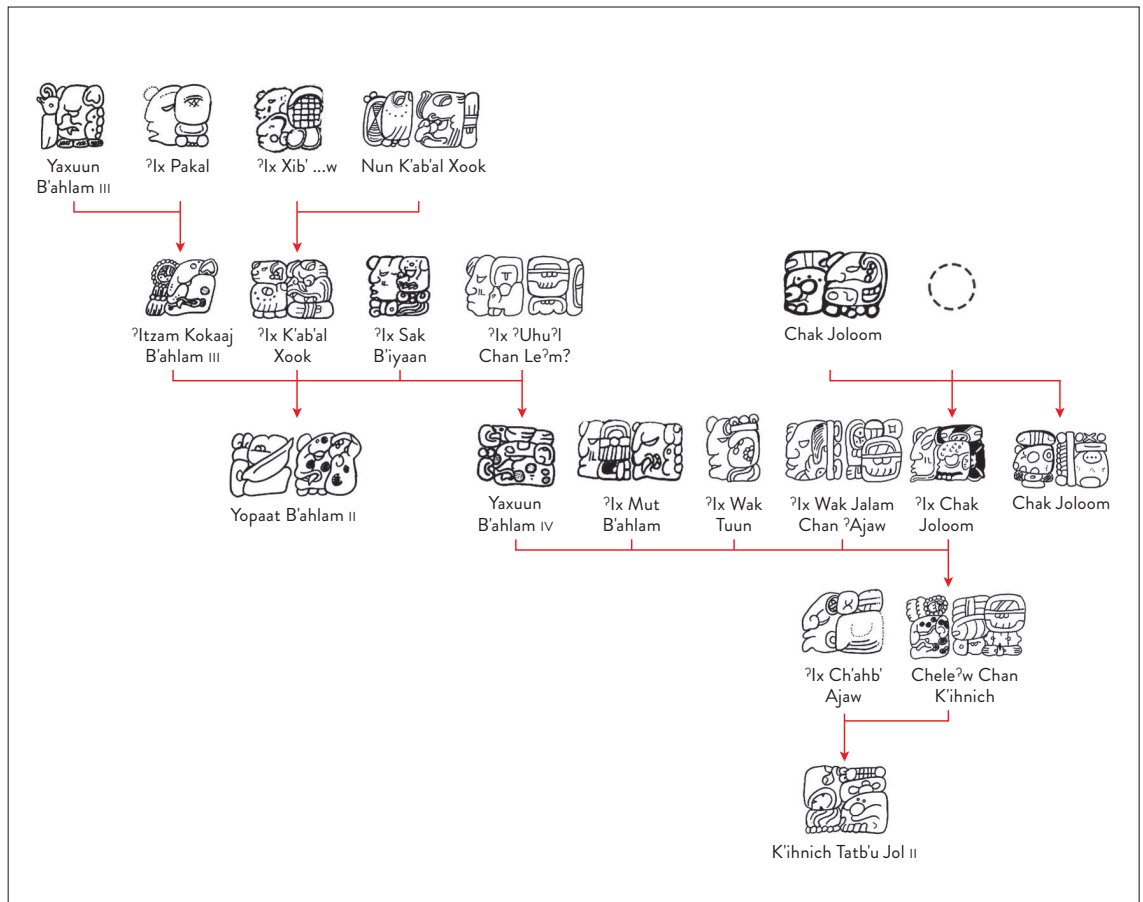 Yaxuun
B'ahlam III
ˀIx Pakal
ˀIx Xib' ...w
Nun K'ab'al Xook
ˀItzam Kokaaj
B'ahlam III
ˀIx K'ab'al
Xook
ˀIx Sak
B'iyaan
ˀIx ˀUhuˀl
Chan Leˀm?
Chak Joloom
Yopaat B'ahlam II
Yaxuun
B'ahlam IV
ˀIx Mut
B'ahlam
ˀIx Wak
Tuun
ˀIx Wak Jalam
Chan ˀAjaw
ˀIx Chak
Joloom
Chak Joloom
ˀIx Ch'ahb'
Ajaw
Cheleˀw Chan
K'ihnich
K'ihnich Tatb'u Jol II